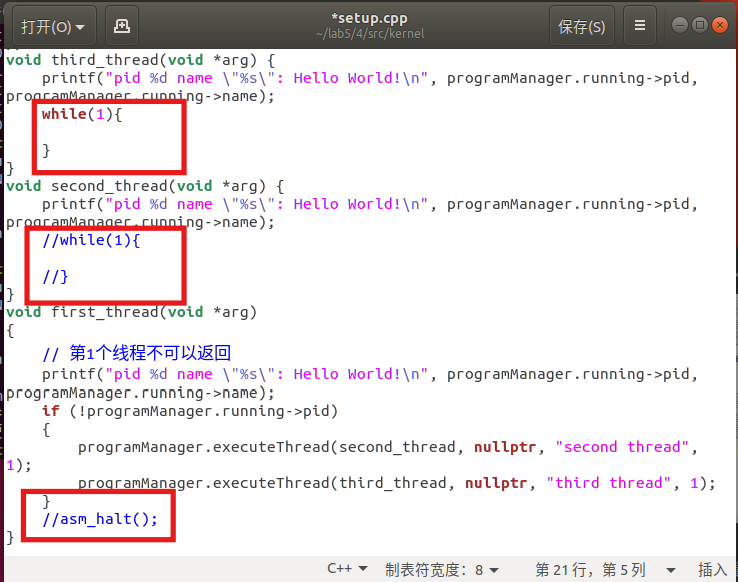 打开(O)
*setup.cpp
~/lab5/4/src/kernel
保存(S)
void third_thread(void *arg) {
    printf("pid %d name \"%s\": Hello World!\n", programManager.running->pid,
programManager.running->name);
    while(1){
    }
}
void second_thread(void *arg) {
    printf("pid %d name \"%s\": Hello World!\n", programManager.running->pid,
programManager.running->name);
    //while(1){
    //}
}
void first_thread(void *arg)
{
    // 第1个线程不可以返回
    printf("pid %d name \"%s\": Hello World!\n", programManager.running->pid,
programManager.running->name);
    if (!programManager.running->pid)
    {
        programManager.executeThread(second_thread, nullptr, "second thread",
1);
        programManager.executeThread(third_thread, nullptr, "third thread", 1);
    }
    //asm_halt();
}
C++ 制表符宽度：8 第 21 行，第 5 列 插入